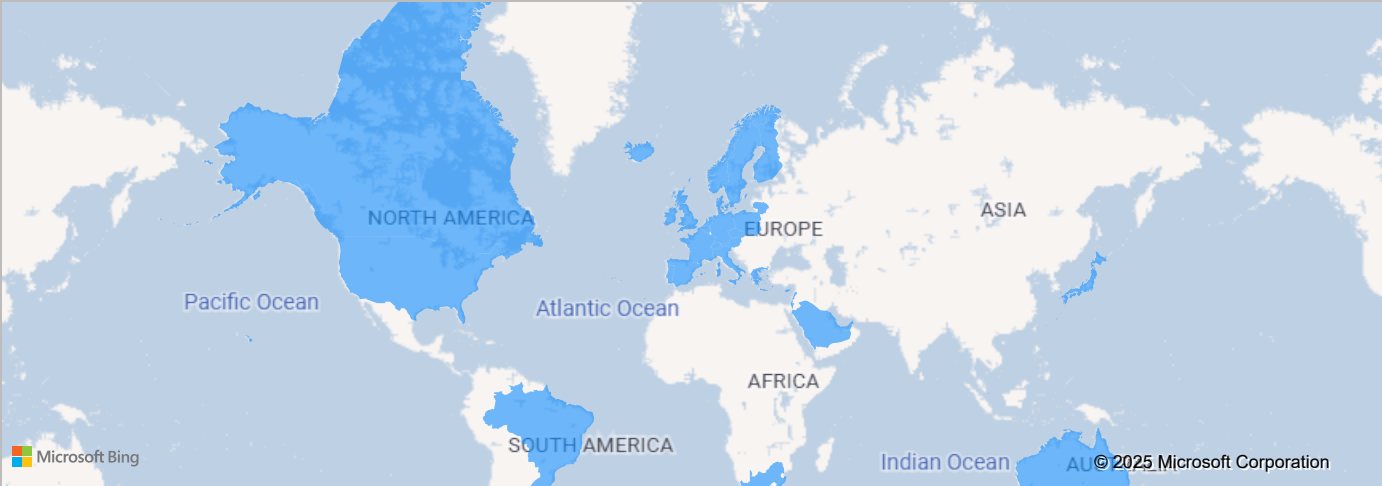 NORTH AMERICA
ASIA
EUROPE
Pacific Ocean
Atlantic Ocean
AFRICA
SOUTH AMERICA
Microsoft Bing
Indian Ocean
© 2025 Microsoft Corporation